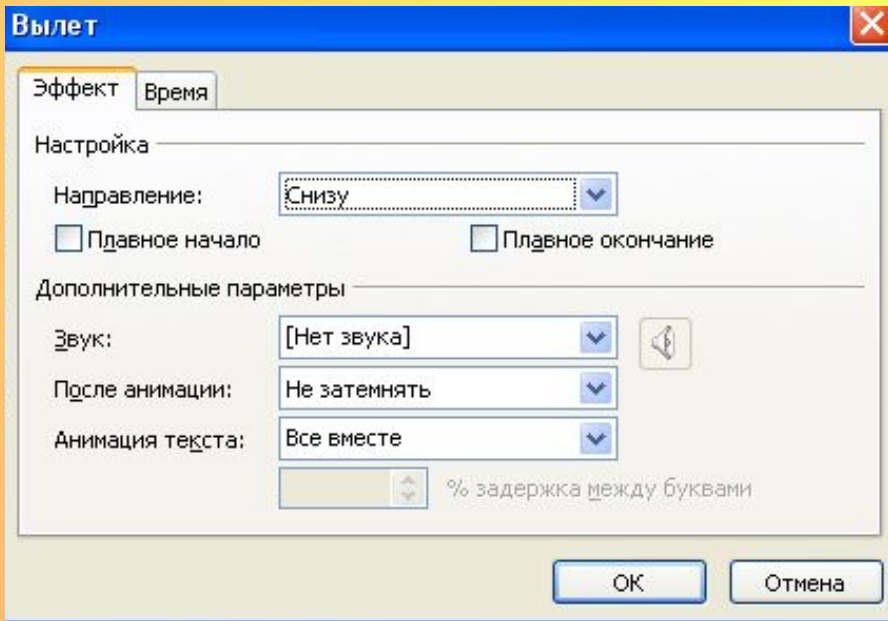 Вылет
Эффект Время
Настройка
Направление: Снизу
Плавное начало Плавное окончание
Дополнительные параметры
Звук: [Нет звука]
После анимации: Не затемнять
Анимация текста: Все вместе
% задержка между буквами
ОК Отмена